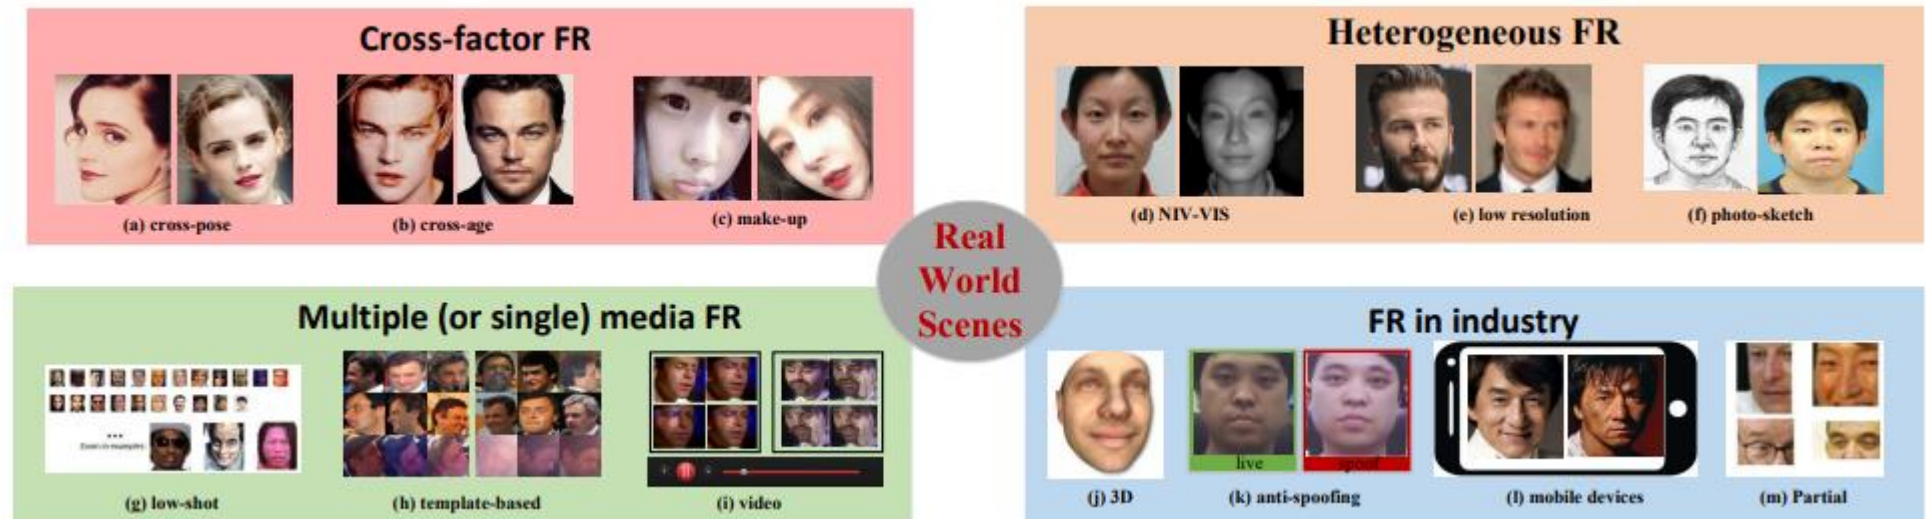 Cross-factor FR
(a) cross-pose
(b) cross-age
(c) make-up
Heterogeneous FR
(d) NIV-VIS
(e) low resolution
(f) photo-sketch
Real
World
Scenes
Multiple (or single) media FR
(g) low-shot
(h) template-based
(i) video
FR in industry
live
spoof
(j) 3D
(k) anti-spoofing
(l) mobile devices
(m) Partial